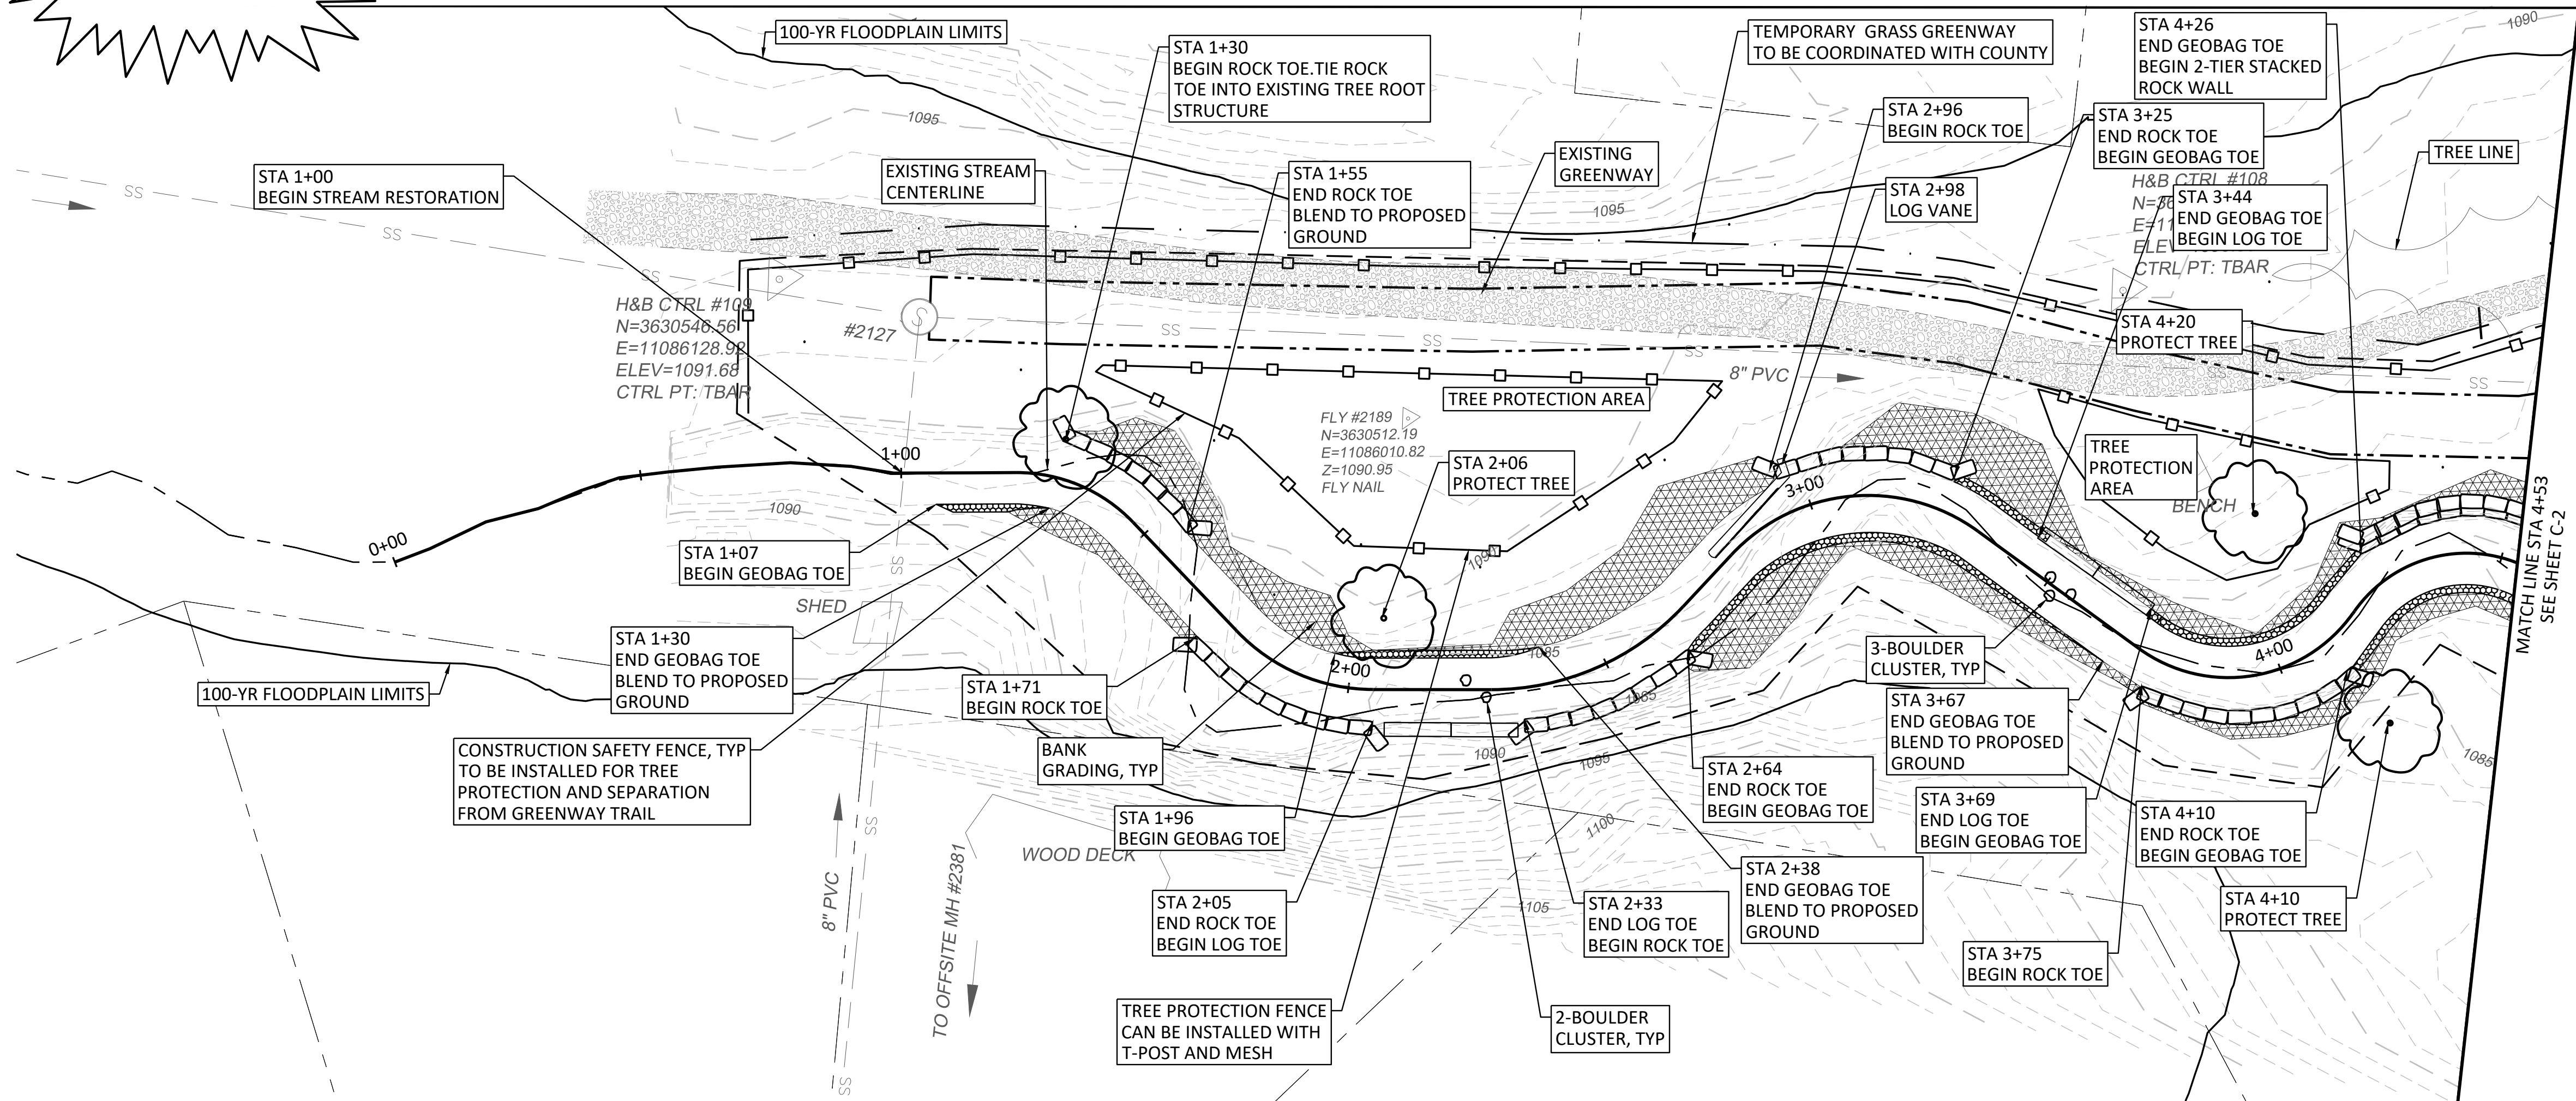 100-YR FLOODPLAIN LIMITS
STA 1+30
BEGIN ROCK TOE.TIE ROCK
TOE INTO EXISTING TREE ROOT
STRUCTURE
TEMPORARY GRASS GREENWAY
TO BE COORDINATED WITH COUNTY
STA 4+26
END GEOBAG TOE
BEGIN 2-TIER STACKED
ROCK WALL
1090
1095
STA 2+96
BEGIN ROCK TOE
STA 3+25
END ROCK TOE
BEGIN GEOBAG TOE
TREE LINE
STA 1+00
BEGIN STREAM RESTORATION
EXISTING STREAM
CENTERLINE
STA 1+55
END ROCK TOE
BLEND TO PROPOSED
GROUND
EXISTING
GREENWAY
1095
STA 2+98
LOG VANE
H&B CTRL #108
N=36
E=11
ELEV
CTRL PT: TBAR
STA 3+44
END GEOBAG TOE
BEGIN LOG TOE
SS
SS
SS
SS
SS
SS
SS
SS
H&B CTRL #109
N=3630546.56
E=11086128.92
ELEV=1091.68
CTRL PT: TBAR
S
#2127
STA 4+20
PROTECT TREE
8" PVC
TREE PROTECTION AREA
FLY #2189
N=3630512.19
E=11086010.82
Z=1090.95
FLY NAIL
STA 2+06
PROTECT TREE
TREE
PROTECTION
AREA
BENCH
0+00
1+00
2+00
3+00
4+00
1090
1090
1085
1085
1090
1095
1100
1105
1085
MATCH LINE STA 4+53
SEE SHEET C-2
STA 1+07
BEGIN GEOBAG TOE
SS
SHED
STA 1+30
END GEOBAG TOE
BLEND TO PROPOSED
GROUND
100-YR FLOODPLAIN LIMITS
STA 1+71
BEGIN ROCK TOE
3-BOULDER
CLUSTER, TYP
STA 3+67
END GEOBAG TOE
BLEND TO PROPOSED
GROUND
CONSTRUCTION SAFETY FENCE, TYP
TO BE INSTALLED FOR TREE
PROTECTION AND SEPARATION
FROM GREENWAY TRAIL
BANK
GRADING, TYP
STA 2+64
END ROCK TOE
BEGIN GEOBAG TOE
STA 3+69
END LOG TOE
BEGIN GEOBAG TOE
STA 4+10
END ROCK TOE
BEGIN GEOBAG TOE
STA 1+96
BEGIN GEOBAG TOE
WOOD DECK
SS
8" PVC
TO OFFSITE MH #2381
SS
STA 2+05
END ROCK TOE
BEGIN LOG TOE
STA 2+33
END LOG TOE
BEGIN ROCK TOE
STA 2+38
END GEOBAG TOE
BLEND TO PROPOSED
GROUND
STA 4+10
PROTECT TREE
STA 3+75
BEGIN ROCK TOE
TREE PROTECTION FENCE
CAN BE INSTALLED WITH
T-POST AND MESH
2-BOULDER
CLUSTER, TYP